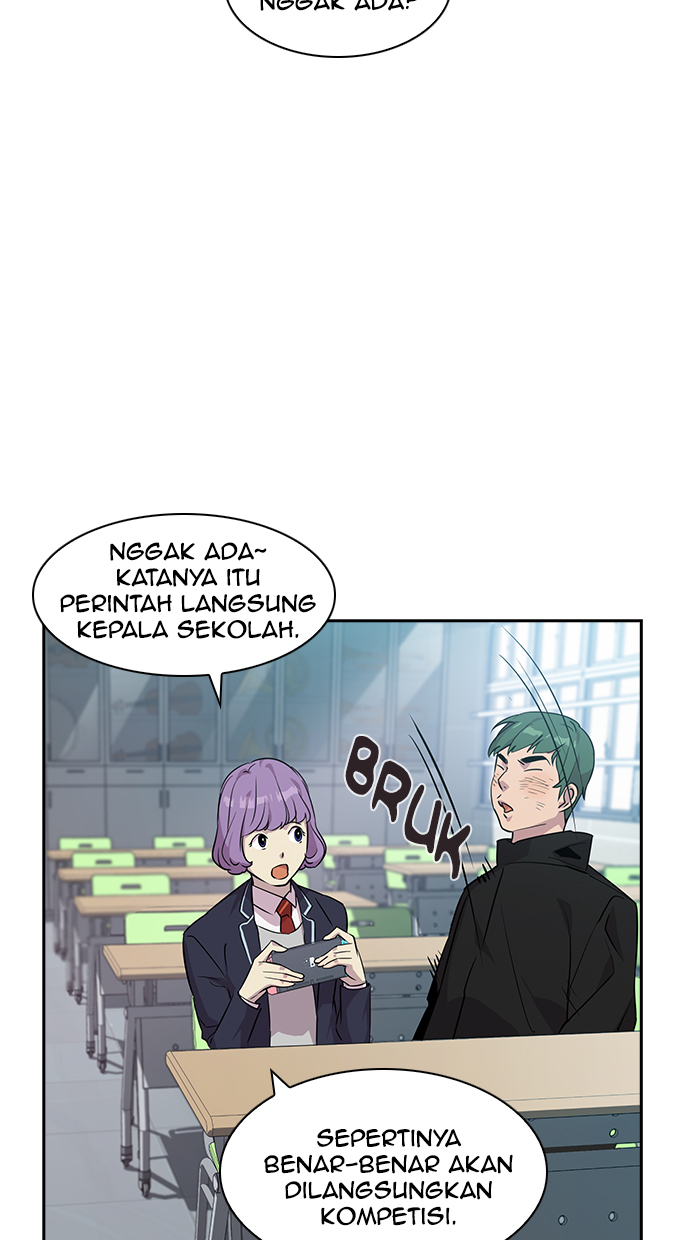 NGGAK ADA?
NGGAK ADA~
KATANYA ITU
PERINTAH LANGSUNG
KEPALA SEKOLAH.
BRUK
SEPERTINYA
BENAR-BENAR AKAN
DILANGSUNGKAN
KOMPETISI.